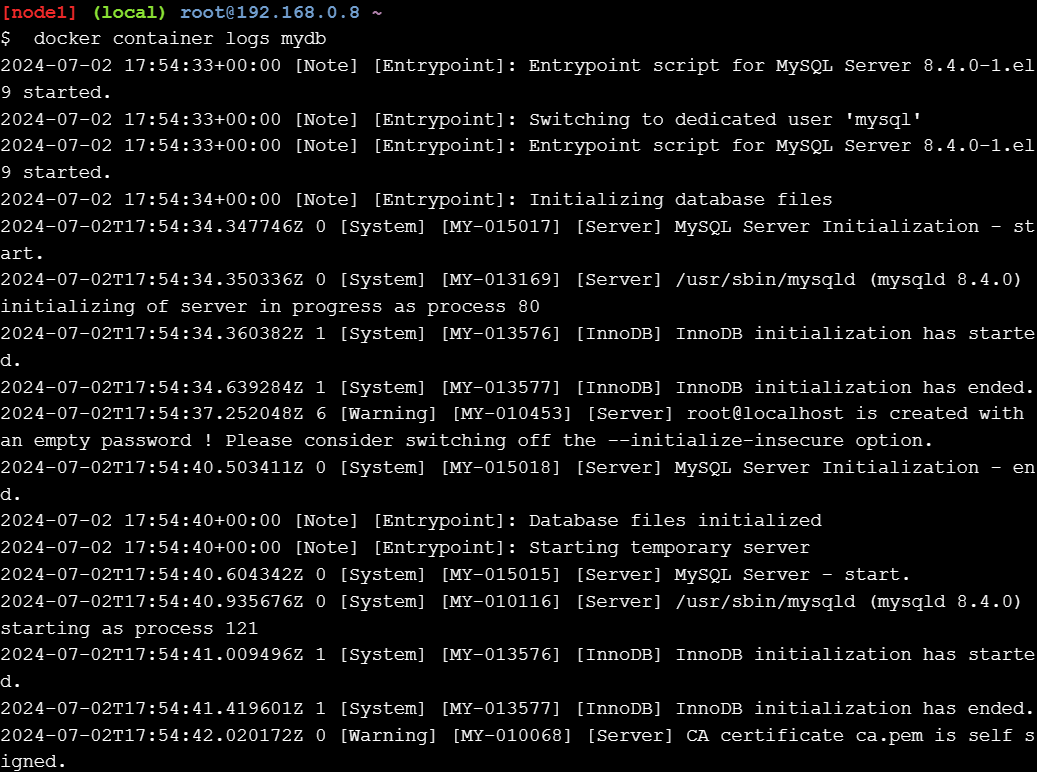 [node1] (local) root@192.168.0.8 ~
$  docker container logs mydb
2024-07-02 17:54:33+00:00 [Note] [Entrypoint]: Entrypoint script for MySQL Server 8.4.0-1.el
9 started.
2024-07-02 17:54:33+00:00 [Note] [Entrypoint]: Switching to dedicated user 'mysql'
2024-07-02 17:54:33+00:00 [Note] [Entrypoint]: Entrypoint script for MySQL Server 8.4.0-1.el
9 started.
2024-07-02 17:54:34+00:00 [Note] [Entrypoint]: Initializing database files
2024-07-02T17:54:34.347746Z 0 [System] [MY-015017] [Server] MySQL Server Initialization - st
art.
2024-07-02T17:54:34.350336Z 0 [System] [MY-013169] [Server] /usr/sbin/mysqld (mysqld 8.4.0)
initializing of server in progress as process 80
2024-07-02T17:54:34.360382Z 1 [System] [MY-013576] [InnoDB] InnoDB initialization has starte
d.
2024-07-02T17:54:34.639284Z 1 [System] [MY-013577] [InnoDB] InnoDB initialization has ended.
2024-07-02T17:54:37.252048Z 6 [Warning] [MY-010453] [Server] root@localhost is created with
an empty password ! Please consider switching off the --initialize-insecure option.
2024-07-02T17:54:40.503411Z 0 [System] [MY-015018] [Server] MySQL Server Initialization - en
d.
2024-07-02 17:54:40+00:00 [Note] [Entrypoint]: Database files initialized
2024-07-02 17:54:40+00:00 [Note] [Entrypoint]: Starting temporary server
2024-07-02T17:54:40.604342Z 0 [System] [MY-015015] [Server] MySQL Server - start.
2024-07-02T17:54:40.935676Z 0 [System] [MY-010116] [Server] /usr/sbin/mysqld (mysqld 8.4.0)
starting as process 121
2024-07-02T17:54:41.009496Z 1 [System] [MY-013576] [InnoDB] InnoDB initialization has starte
d.
2024-07-02T17:54:41.419601Z 1 [System] [MY-013577] [InnoDB] InnoDB initialization has ended.
2024-07-02T17:54:42.020172Z 0 [Warning] [MY-010068] [Server] CA certificate ca.pem is self s
igned.